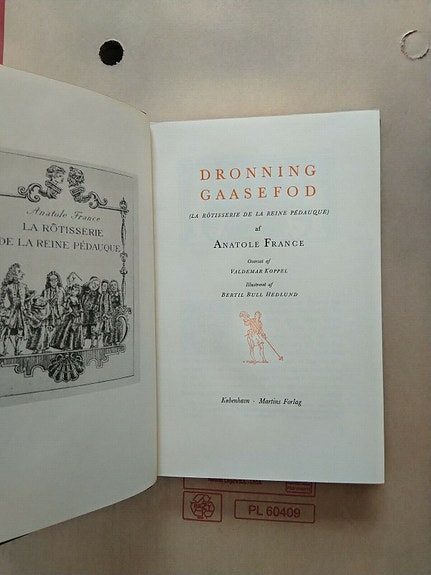 Anatole France
LA RÔTISSERIE
DE LA REINE PÉDAUQUE
DRONNING
GAASEFOD
(LA RÔTISSERIE DE LA REINE PÉDAUQUE)
af
ANATOLE FRANCE
Oversat af
VALDEMAR KOPPEL
Illustreret af
BERTIL BULL HEDLUND
København · Martins Forlag
PL 60409